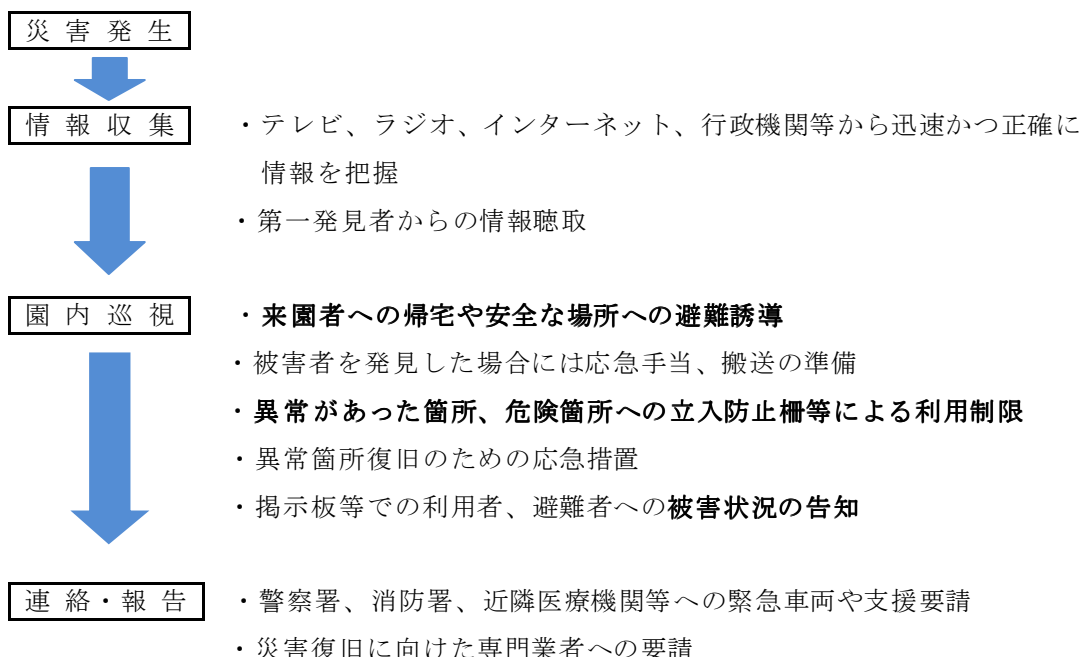 災害発生
情報収集
・テレビ、ラジオ、インターネット、行政機関等から迅速かつ正確に
情報を把握
・第一発見者からの情報聴取
園内巡視
・来園者への帰宅や安全な場所への避難誘導
・被害者を発見した場合には応急手当、搬送の準備
・異常があった箇所、危険箇所への立入防止柵等による利用制限
・異常箇所復旧のための応急措置
・掲示板等での利用者、避難者への被害状況の告知
連絡・報告
・警察署、消防署、近隣医療機関等への緊急車両や支援要請
・災害復旧に向けた専門業者への要請